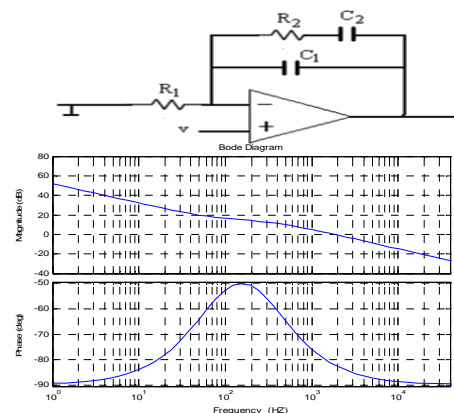 R2 C2
C1
R1
−
+
v
Bode Diagram
Magnitude (dB)
80
60
40
20
0
-20
-40
Phase (deg)
-50
-60
-70
-80
-90
10^0 10^1 10^2 10^3 10^4
Frequency (HZ)